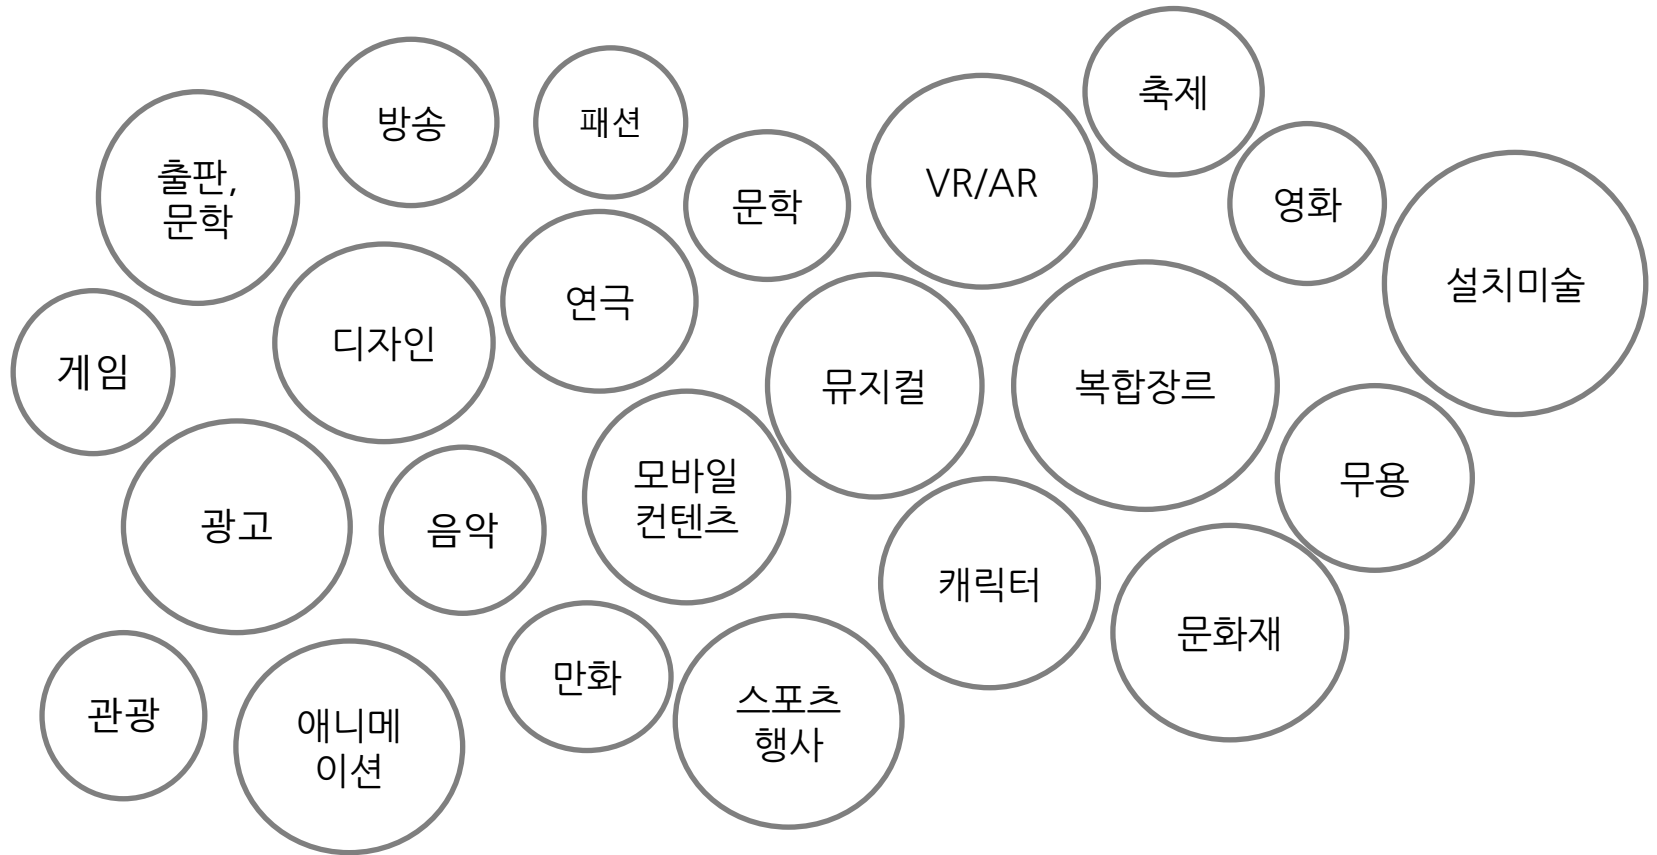 축제
방송
패션
출판,
문학
문학
VR/AR
영화
설치미술
연극
디자인
게임
뮤지컬
복합장르
모바일
컨텐츠
무용
광고
음악
캐릭터
문화재
만화
스포츠
행사
관광
애니메
이션